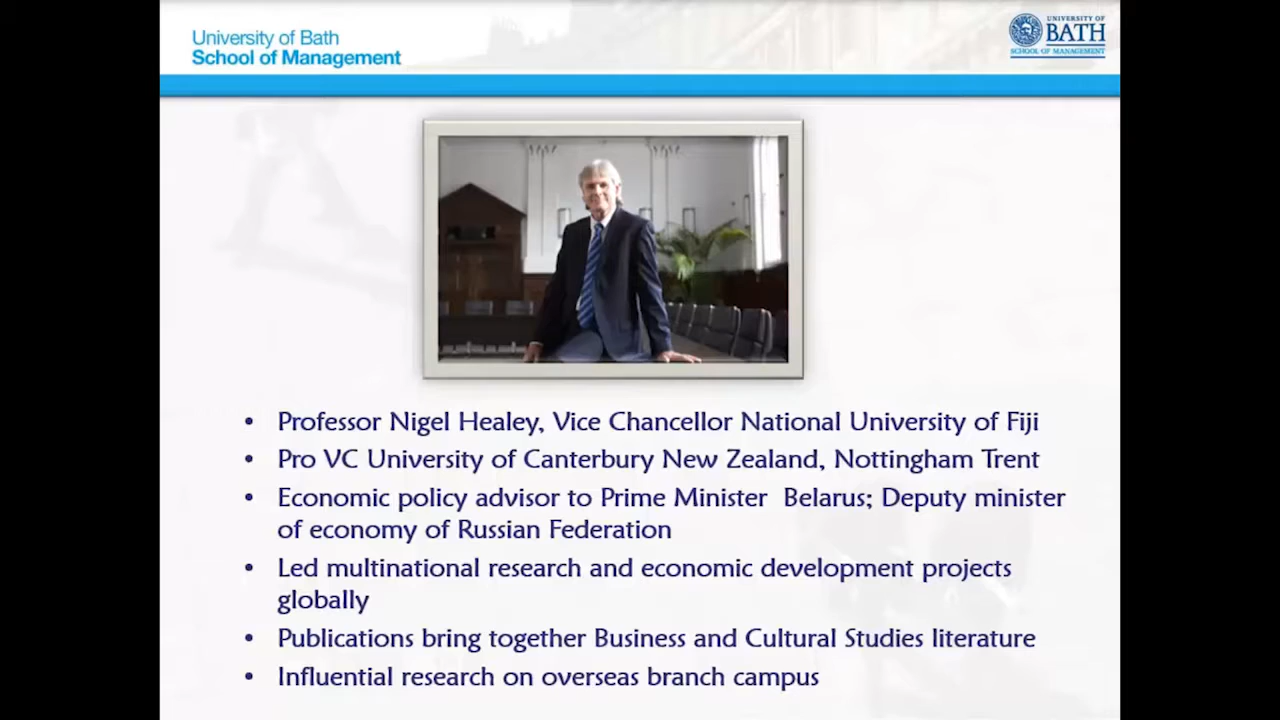 University of Bath
School of Management
UNIVERSITY OF
BATH
SCHOOL OF MANAGEMENT
• Professor Nigel Healey, Vice Chancellor National University of Fiji
• Pro VC University of Canterbury New Zealand, Nottingham Trent
• Economic policy advisor to Prime Minister Belarus; Deputy minister
of economy of Russian Federation
• Led multinational research and economic development projects
globally
• Publications bring together Business and Cultural Studies literature
• Influential research on overseas branch campus